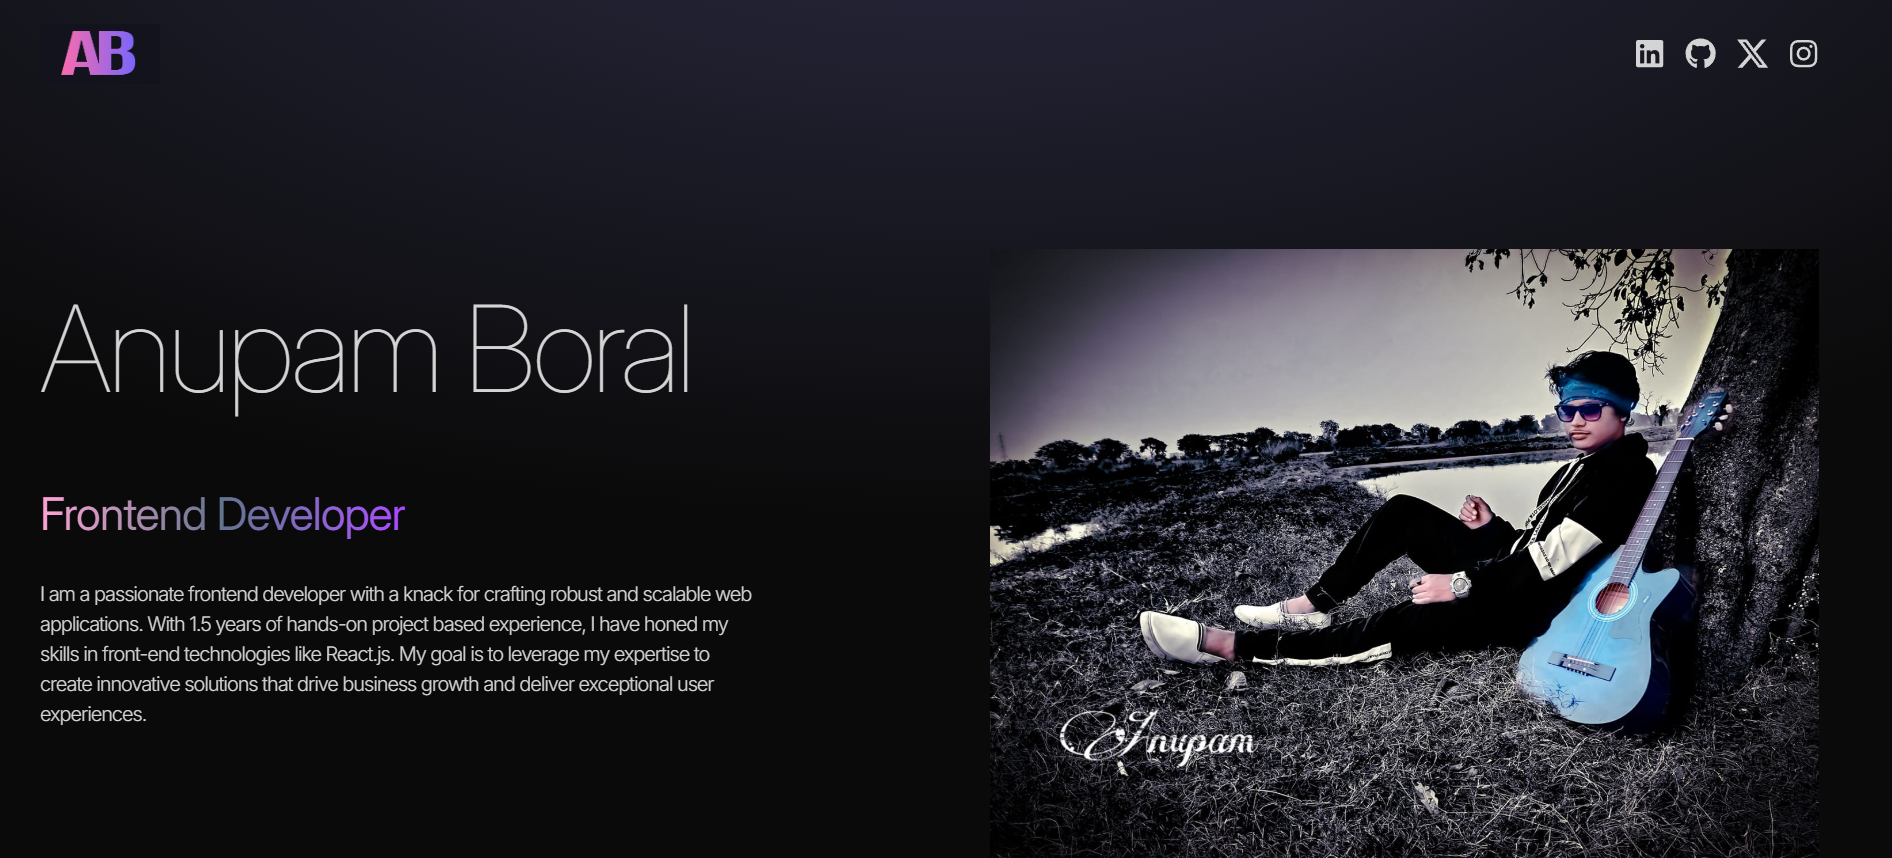 AB
Anupam Boral
Frontend Developer
I am a passionate frontend developer with a knack for crafting robust and scalable web
applications. With 1.5 years of hands-on project based experience, I have honed my
skills in front-end technologies like React.js. My goal is to leverage my expertise to
create innovative solutions that drive business growth and deliver exceptional user
experiences.
Anupam